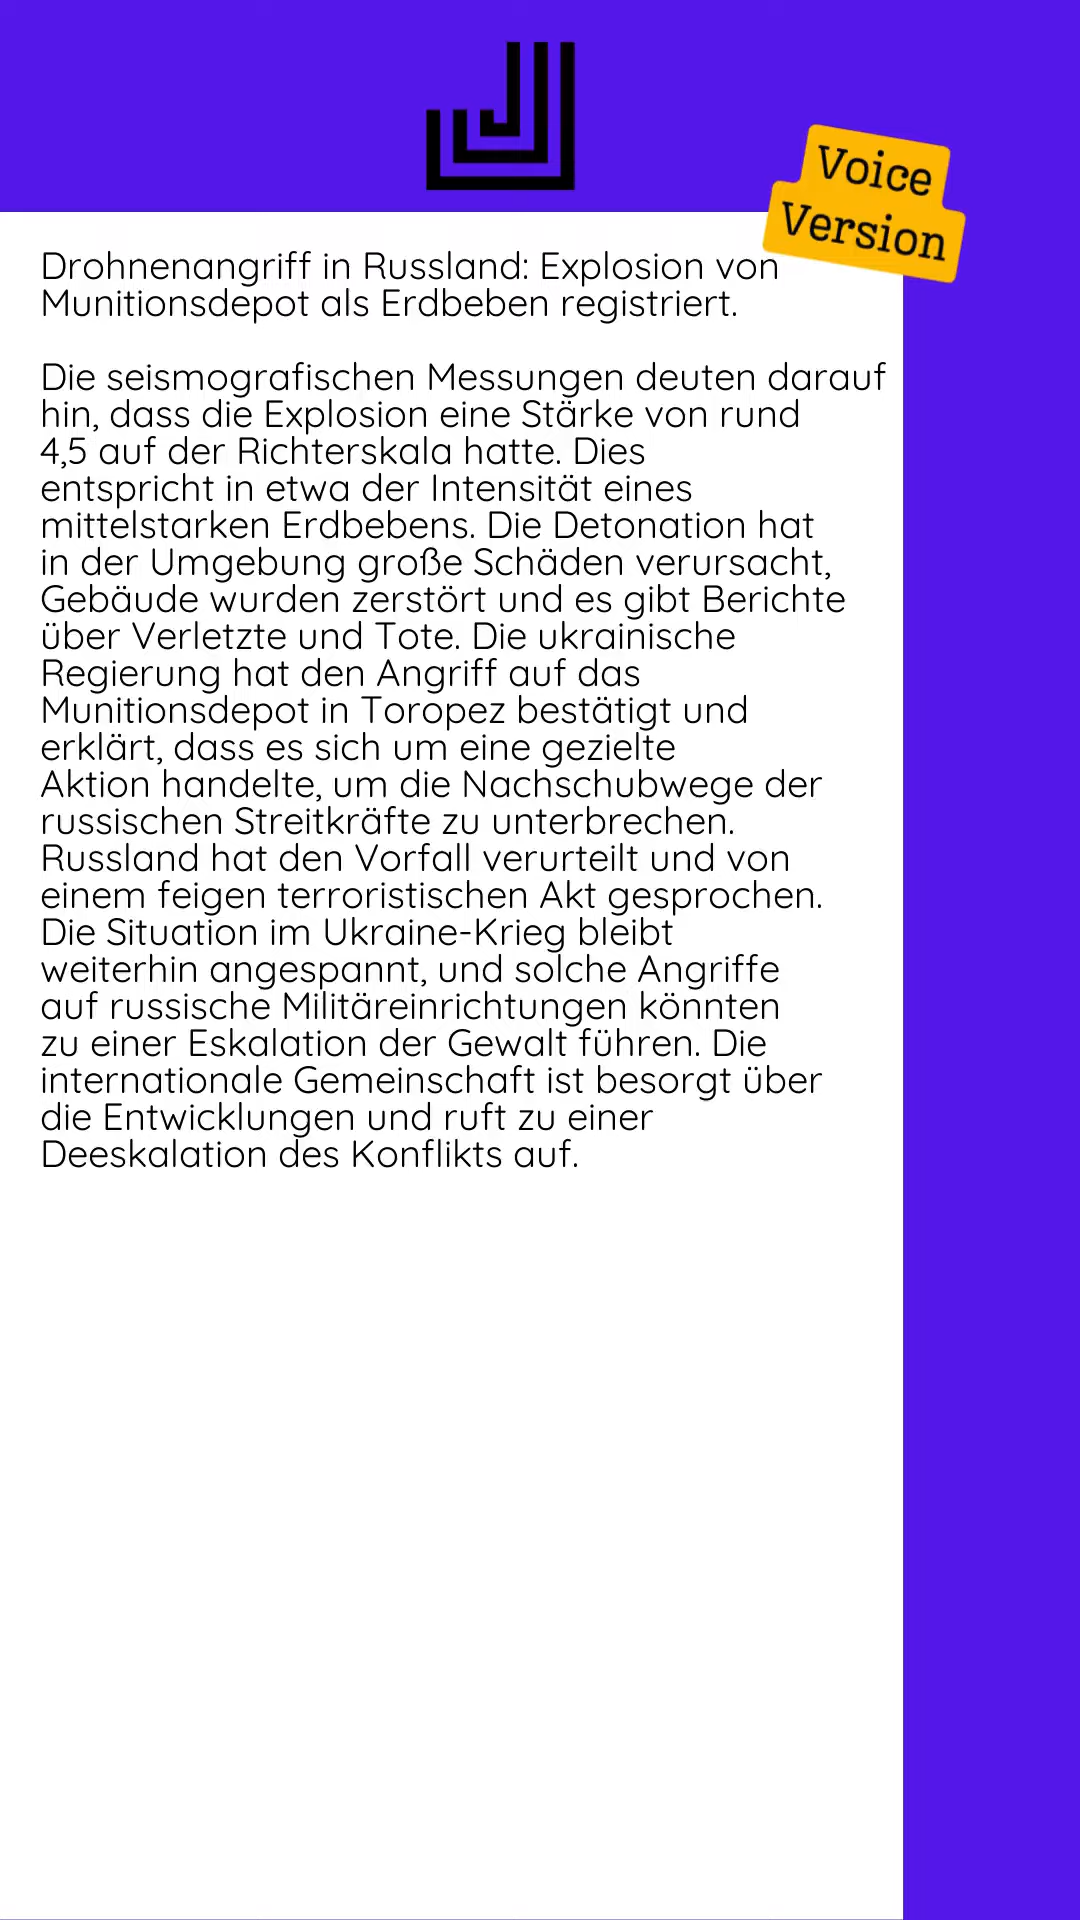 Voice
Version
Drohnenangriff in Russland: Explosion von
Munitionsdepot als Erdbeben registriert.
Die seismografischen Messungen deuten darauf
hin, dass die Explosion eine Stärke von rund
4,5 auf der Richterskala hatte. Dies
entspricht in etwa der Intensität eines
mittelstarken Erdbebens. Die Detonation hat
in der Umgebung große Schäden verursacht,
Gebäude wurden zerstört und es gibt Berichte
über Verletzte und Tote. Die ukrainische
Regierung hat den Angriff auf das
Munitionsdepot in Toropez bestätigt und
erklärt, dass es sich um eine gezielte
Aktion handelte, um die Nachschubwege der
russischen Streitkräfte zu unterbrechen.
Russland hat den Vorfall verurteilt und von
einem feigen terroristischen Akt gesprochen.
Die Situation im Ukraine-Krieg bleibt
weiterhin angespannt, und solche Angriffe
auf russische Militäreinrichtungen könnten
zu einer Eskalation der Gewalt führen. Die
internationale Gemeinschaft ist besorgt über
die Entwicklungen und ruft zu einer
Deeskalation des Konflikts auf.